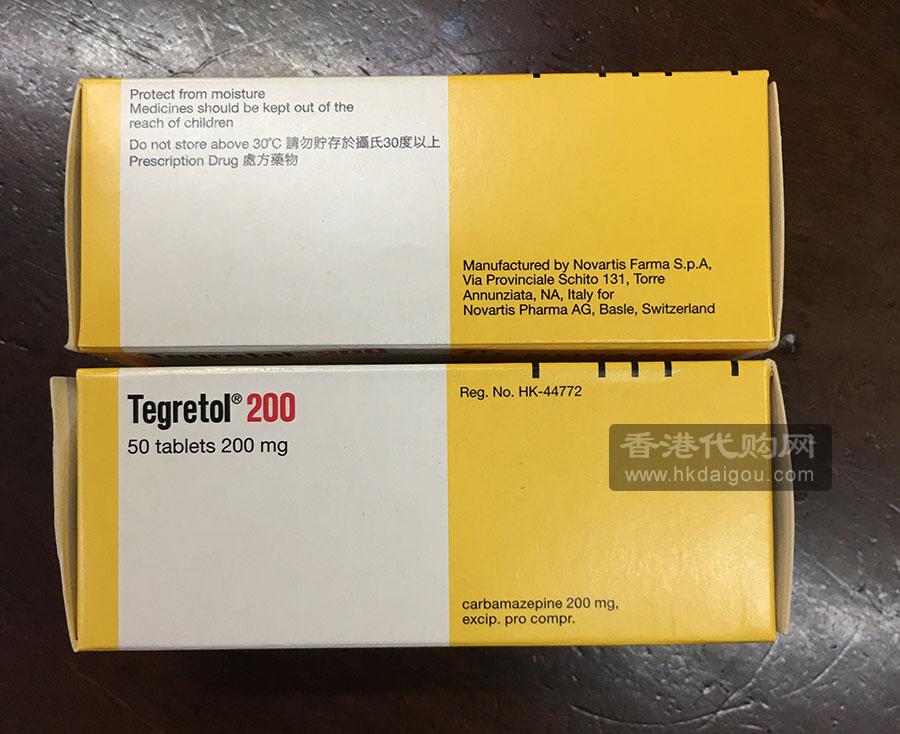 Protect from moisture
Medicines should be kept out of the
reach of children
Do not store above 30°C 請勿貯存於攝氏30度以上
Prescription Drug 處方藥物
Manufactured by Novartis Farma S.p.A,
Via Provinciale Schito 131, Torre
Annunziata, NA, Italy for
Novartis Pharma AG, Basle, Switzerland
Tegretol® 200
50 tablets 200 mg
Reg. No. HK-44772
香港代购网
www.hkdaigou.com
carbamazepine 200 mg,
excip. pro compr.